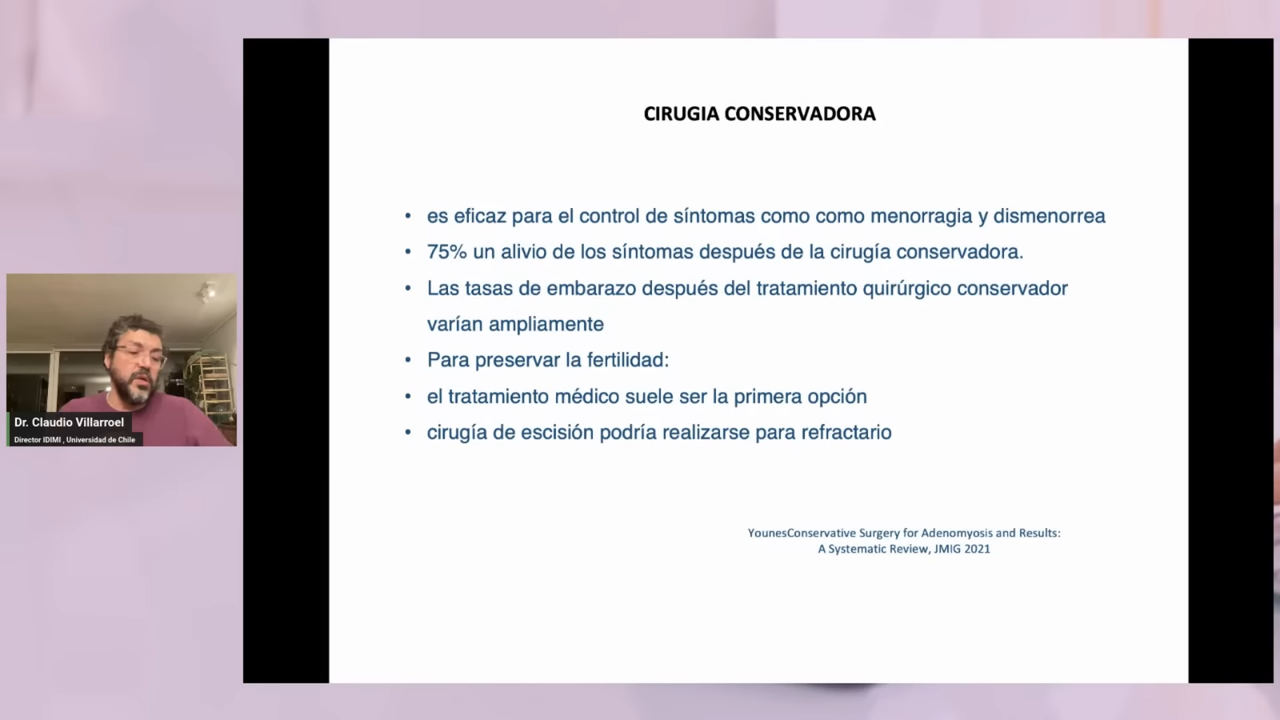 CIRUGIA CONSERVADORA
• es eficaz para el control de síntomas como como menorragia y dismenorrea
• 75% un alivio de los síntomas después de la cirugía conservadora.
• Las tasas de embarazo después del tratamiento quirúrgico conservador
varían ampliamente
• Para preservar la fertilidad:
• el tratamiento médico suele ser la primera opción
• cirugía de escisión podría realizarse para refractario
YounesConservative Surgery for Adenomyosis and Results:
A Systematic Review, JMIG 2021
Dr. Claudio Villarroel
Director IDIMI , Universidad de Chile